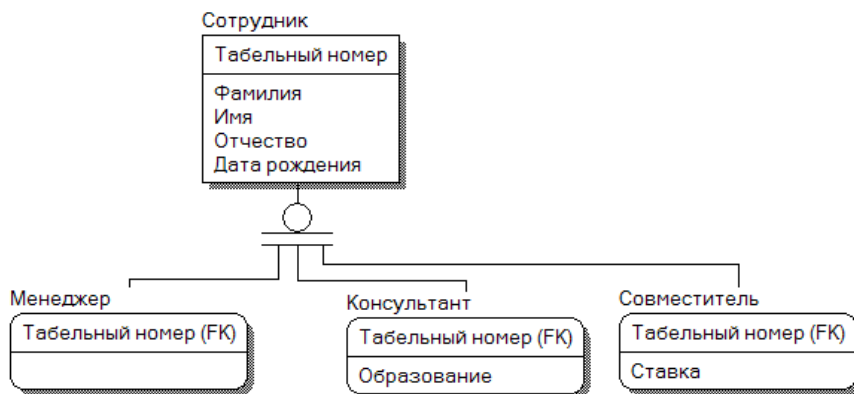 Сотрудник
Табельный номер
Фамилия
Имя
Отчество
Дата рождения
Менеджер
Табельный номер (FK)
Консультант
Табельный номер (FK)
Образование
Совместитель
Табельный номер (FK)
Ставка